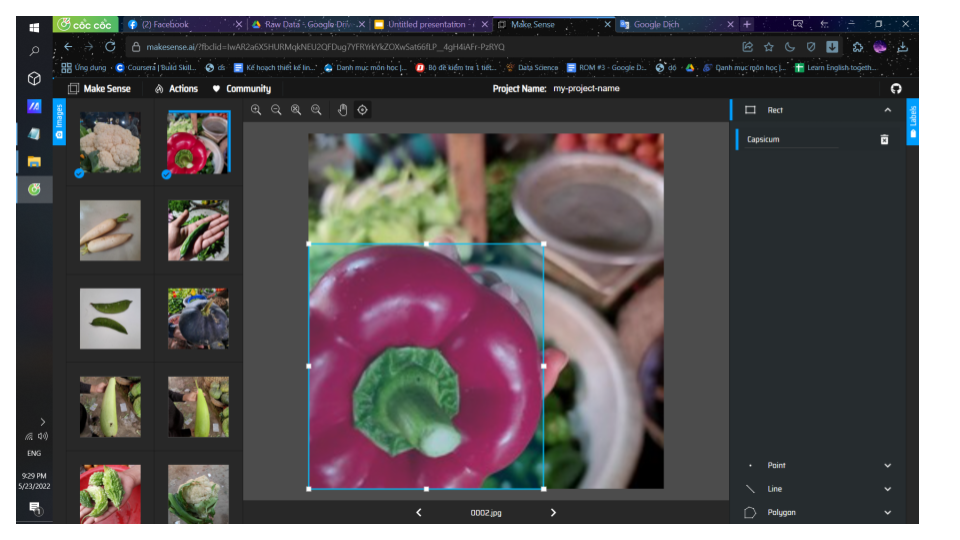 cốc cốc
(2) Facebook
Raw Data - Google Dri
Untitled presentation -
Make Sense
Google Dịch
makesense.ai/?fbclid=IwAR2a6X5HURMqkNEU2QFDug7YFRYrkYkZOXwSat66fLP__4gH4iAFr-PzRYQ
Ứng dụng
Coursera | Build Skill...
ds
Kế hoạch thiết kế lin...
Danh mục môn học |...
Bộ đề kiểm tra 1 tiết...
Data Science
ROM #3 - Google D...
dó
Danh mục môn học |...
Learn English togeth...
Make Sense
Actions
Community
Project Name: my-project-name
Images
Rect
Labels
Capsicum
ENG
9:29 PM
5/23/2022
Point
Line
Polygon
0002.jpg